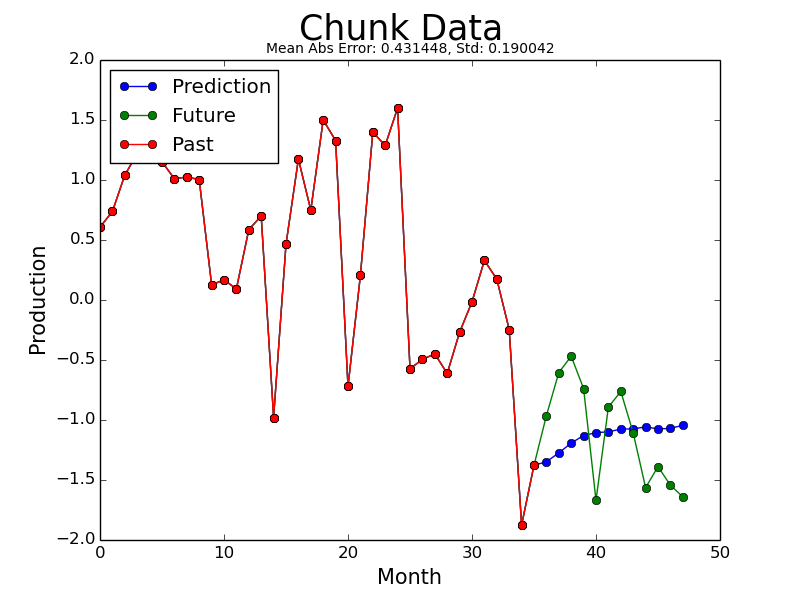 Chunk Data
Mean Abs Error: 0.431448, Std: 0.190042
Prediction
Future
Past
2.0
1.5
1.0
0.5
0.0
−0.5
−1.0
−1.5
−2.0
Production
0 10 20 30 40 50
Month